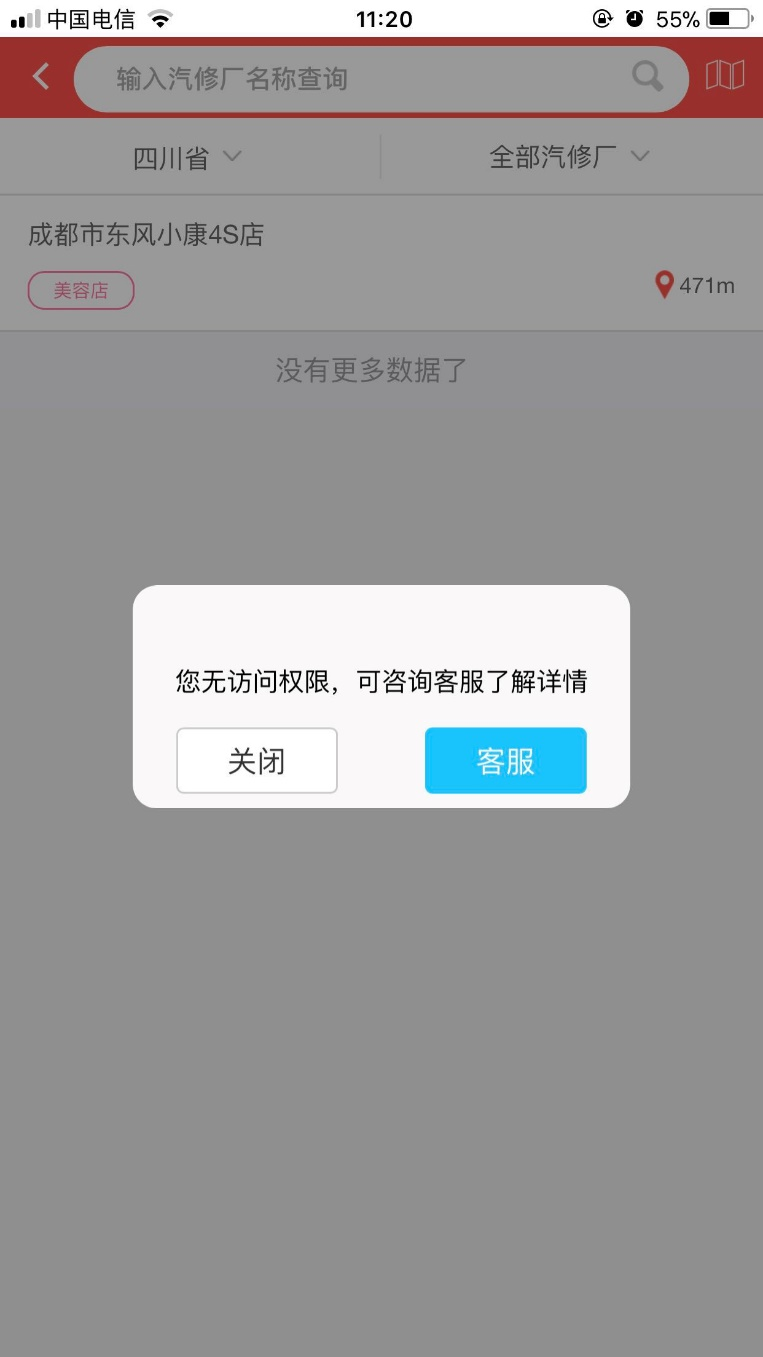 中国电信 11:20 55%
输入汽修厂名称查询
四川省 全部汽修厂
成都市东风小康4S店
美容店 471m
没有更多数据了
您无访问权限，可咨询客服了解详情
关闭 客服